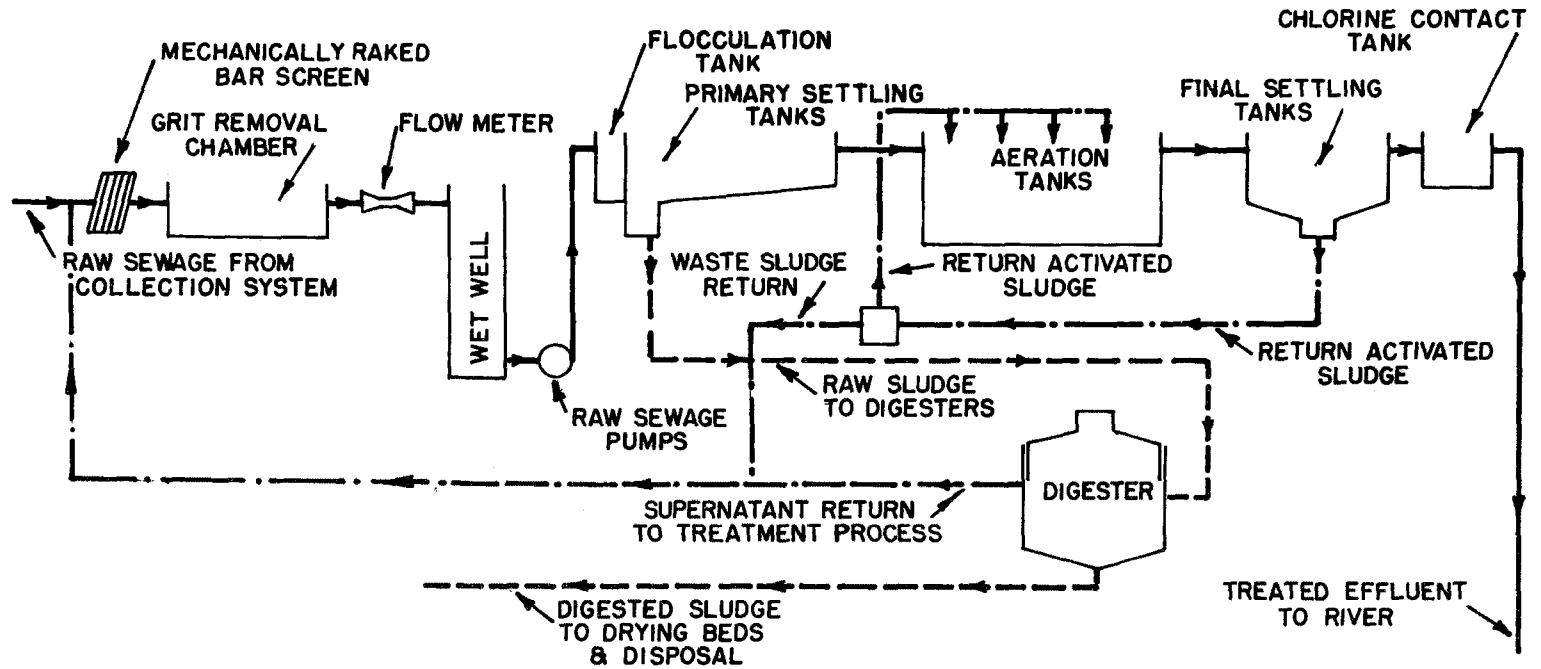 MECHANICALLY RAKED
BAR SCREEN
FLOCCULATION
TANK
CHLORINE CONTACT
TANK
GRIT REMOVAL
CHAMBER
FLOW METER
PRIMARY SETTLING
TANKS
AERATION
TANKS
FINAL SETTLING
TANKS
RAW SEWAGE FROM
COLLECTION SYSTEM
WET WELL
WASTE SLUDGE
RETURN
RETURN ACTIVATED
SLUDGE
RETURN ACTIVATED
SLUDGE
RAW SEWAGE
PUMPS
RAW SLUDGE
TO DIGESTERS
DIGESTER
SUPERNATANT RETURN
TO TREATMENT PROCESS
DIGESTED SLUDGE
TO DRYING BEDS
& DISPOSAL
TREATED EFFLUENT
TO RIVER